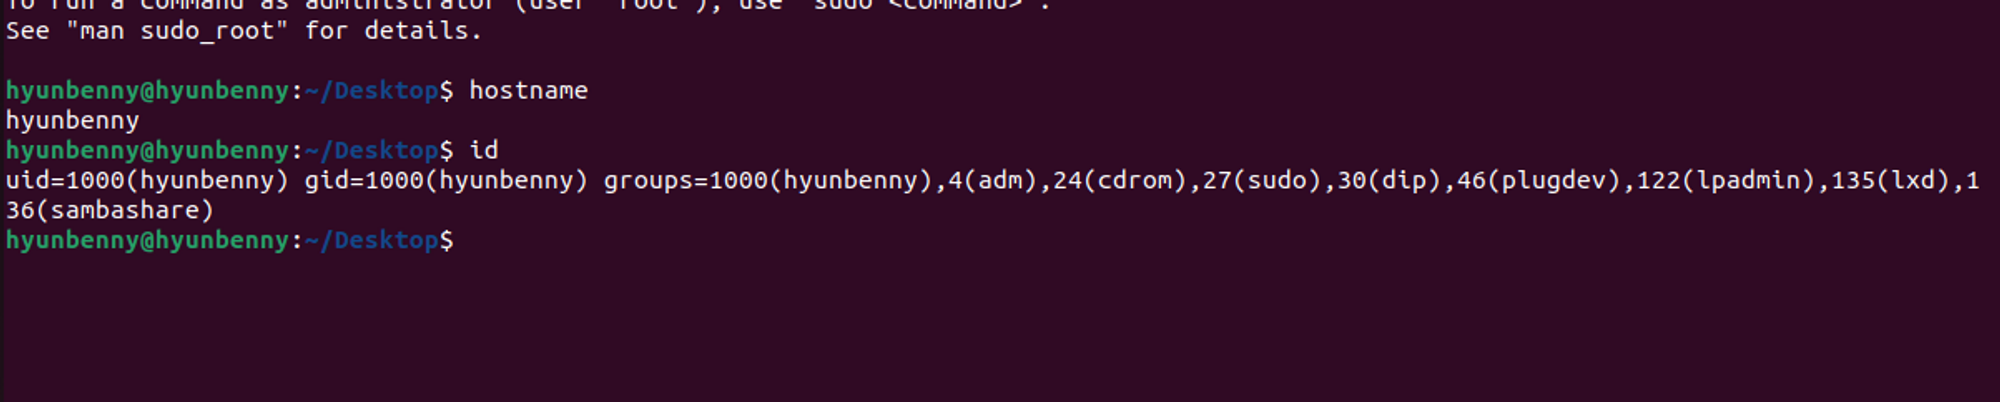 To run a command as administrator (user "root"), use "sudo <command>".
See "man sudo_root" for details.
hyunbenny@hyunbenny:~/Desktop$ hostname
hyunbenny
hyunbenny@hyunbenny:~/Desktop$ id
uid=1000(hyunbenny) gid=1000(hyunbenny) groups=1000(hyunbenny),4(adm),24(cdrom),27(sudo),30(dip),46(plugdev),122(lpadmin),135(lxd),1
36(sambashare)
hyunbenny@hyunbenny:~/Desktop$